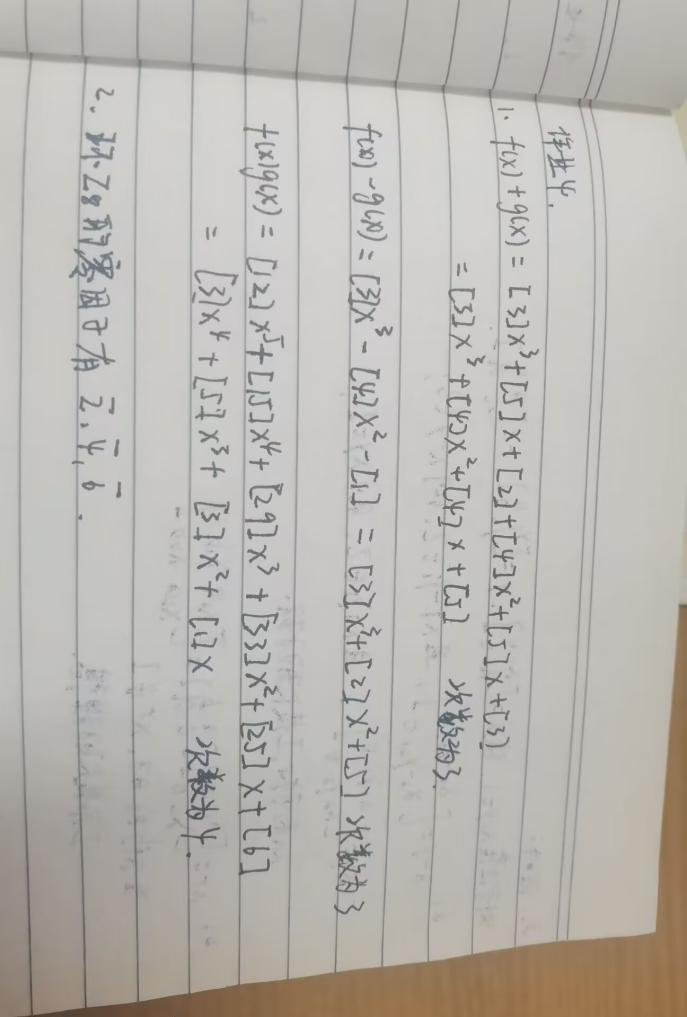 作业4.
1. f(x)+g(x) = [3]x³+[5]x+[2]+[4]x²+[5]x+[3]
= [3]x³+[4]x²+[4]x+[5] 次数为3.
f(x)-g(x) = [3]x³-[4]x²-[1] = [3]x³+[2]x²+[5] 次数为3
f(x)g(x) = [12]x⁵+[15]x⁴+[29]x³+[33]x²+[25]x+[6]
= [3]x⁴+[5]x³+[3]x²+[1]x 次数为4.
2. 环Z8的零因子有 2̄.4̄,6̄.